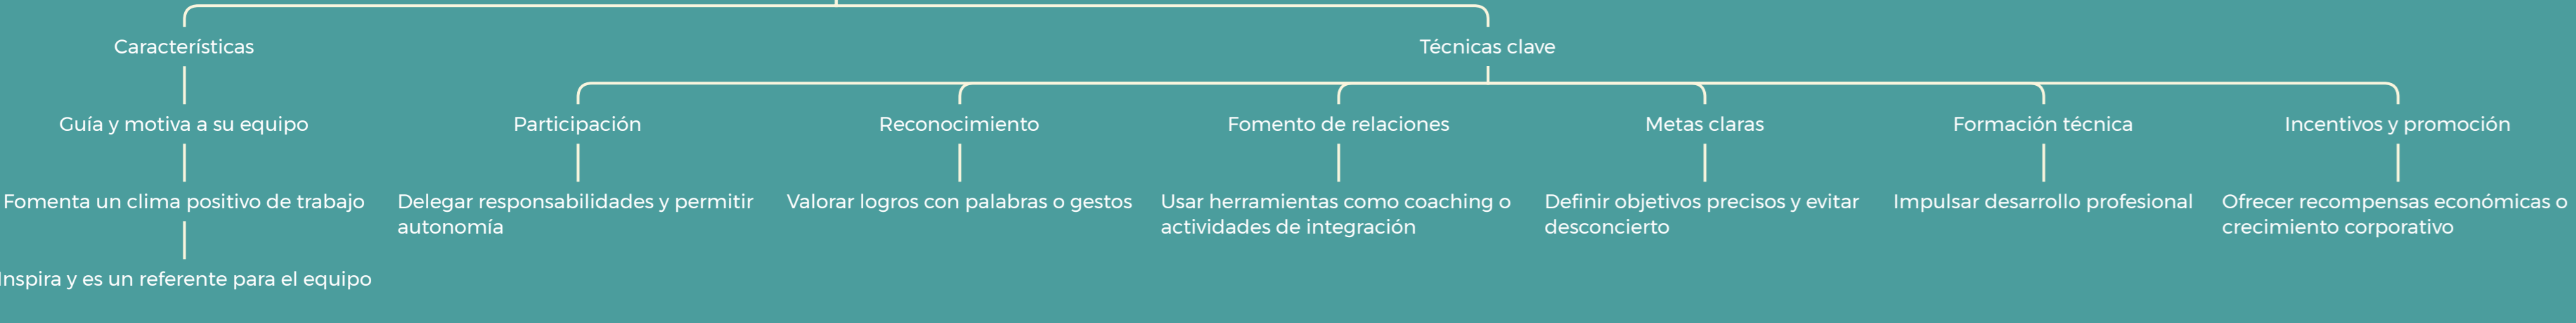 Características
Técnicas clave
Guía y motiva a su equipo
Participación
Reconocimiento
Fomento de relaciones
Metas claras
Formación técnica
Incentivos y promoción
Fomenta un clima positivo de trabajo
Delegar responsabilidades y permitir
autonomía
Valorar logros con palabras o gestos
Usar herramientas como coaching o
actividades de integración
Definir objetivos precisos y evitar
desconcierto
Impulsar desarrollo profesional
Ofrecer recompensas económicas o
crecimiento corporativo
Inspira y es un referente para el equipo